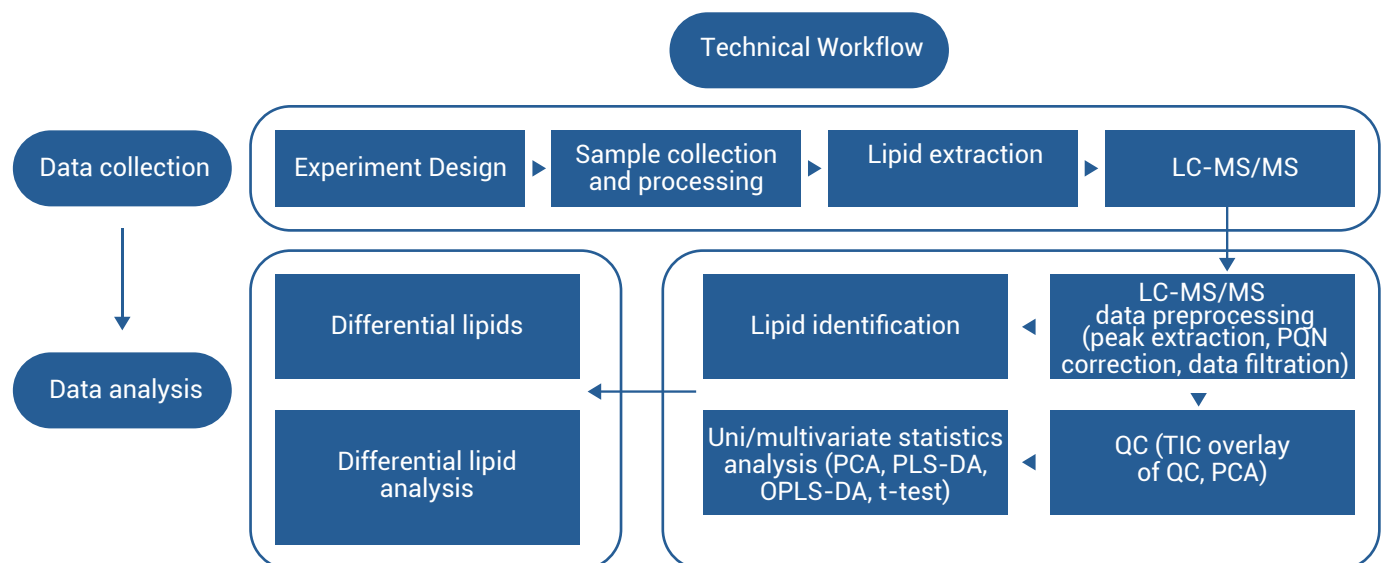 Technical Workflow
Data collection
Experiment Design
Sample collection
and processing
Lipid extraction
LC-MS/MS
Data analysis
Differential lipids
Lipid identification
LC-MS/MS
data preprocessing
(peak extraction, PQN
correction, data filtration)
Differential lipid
analysis
Uni/multivariate statistics
analysis (PCA, PLS-DA,
OPLS-DA, t-test)
QC (TIC overlay
of QC, PCA)